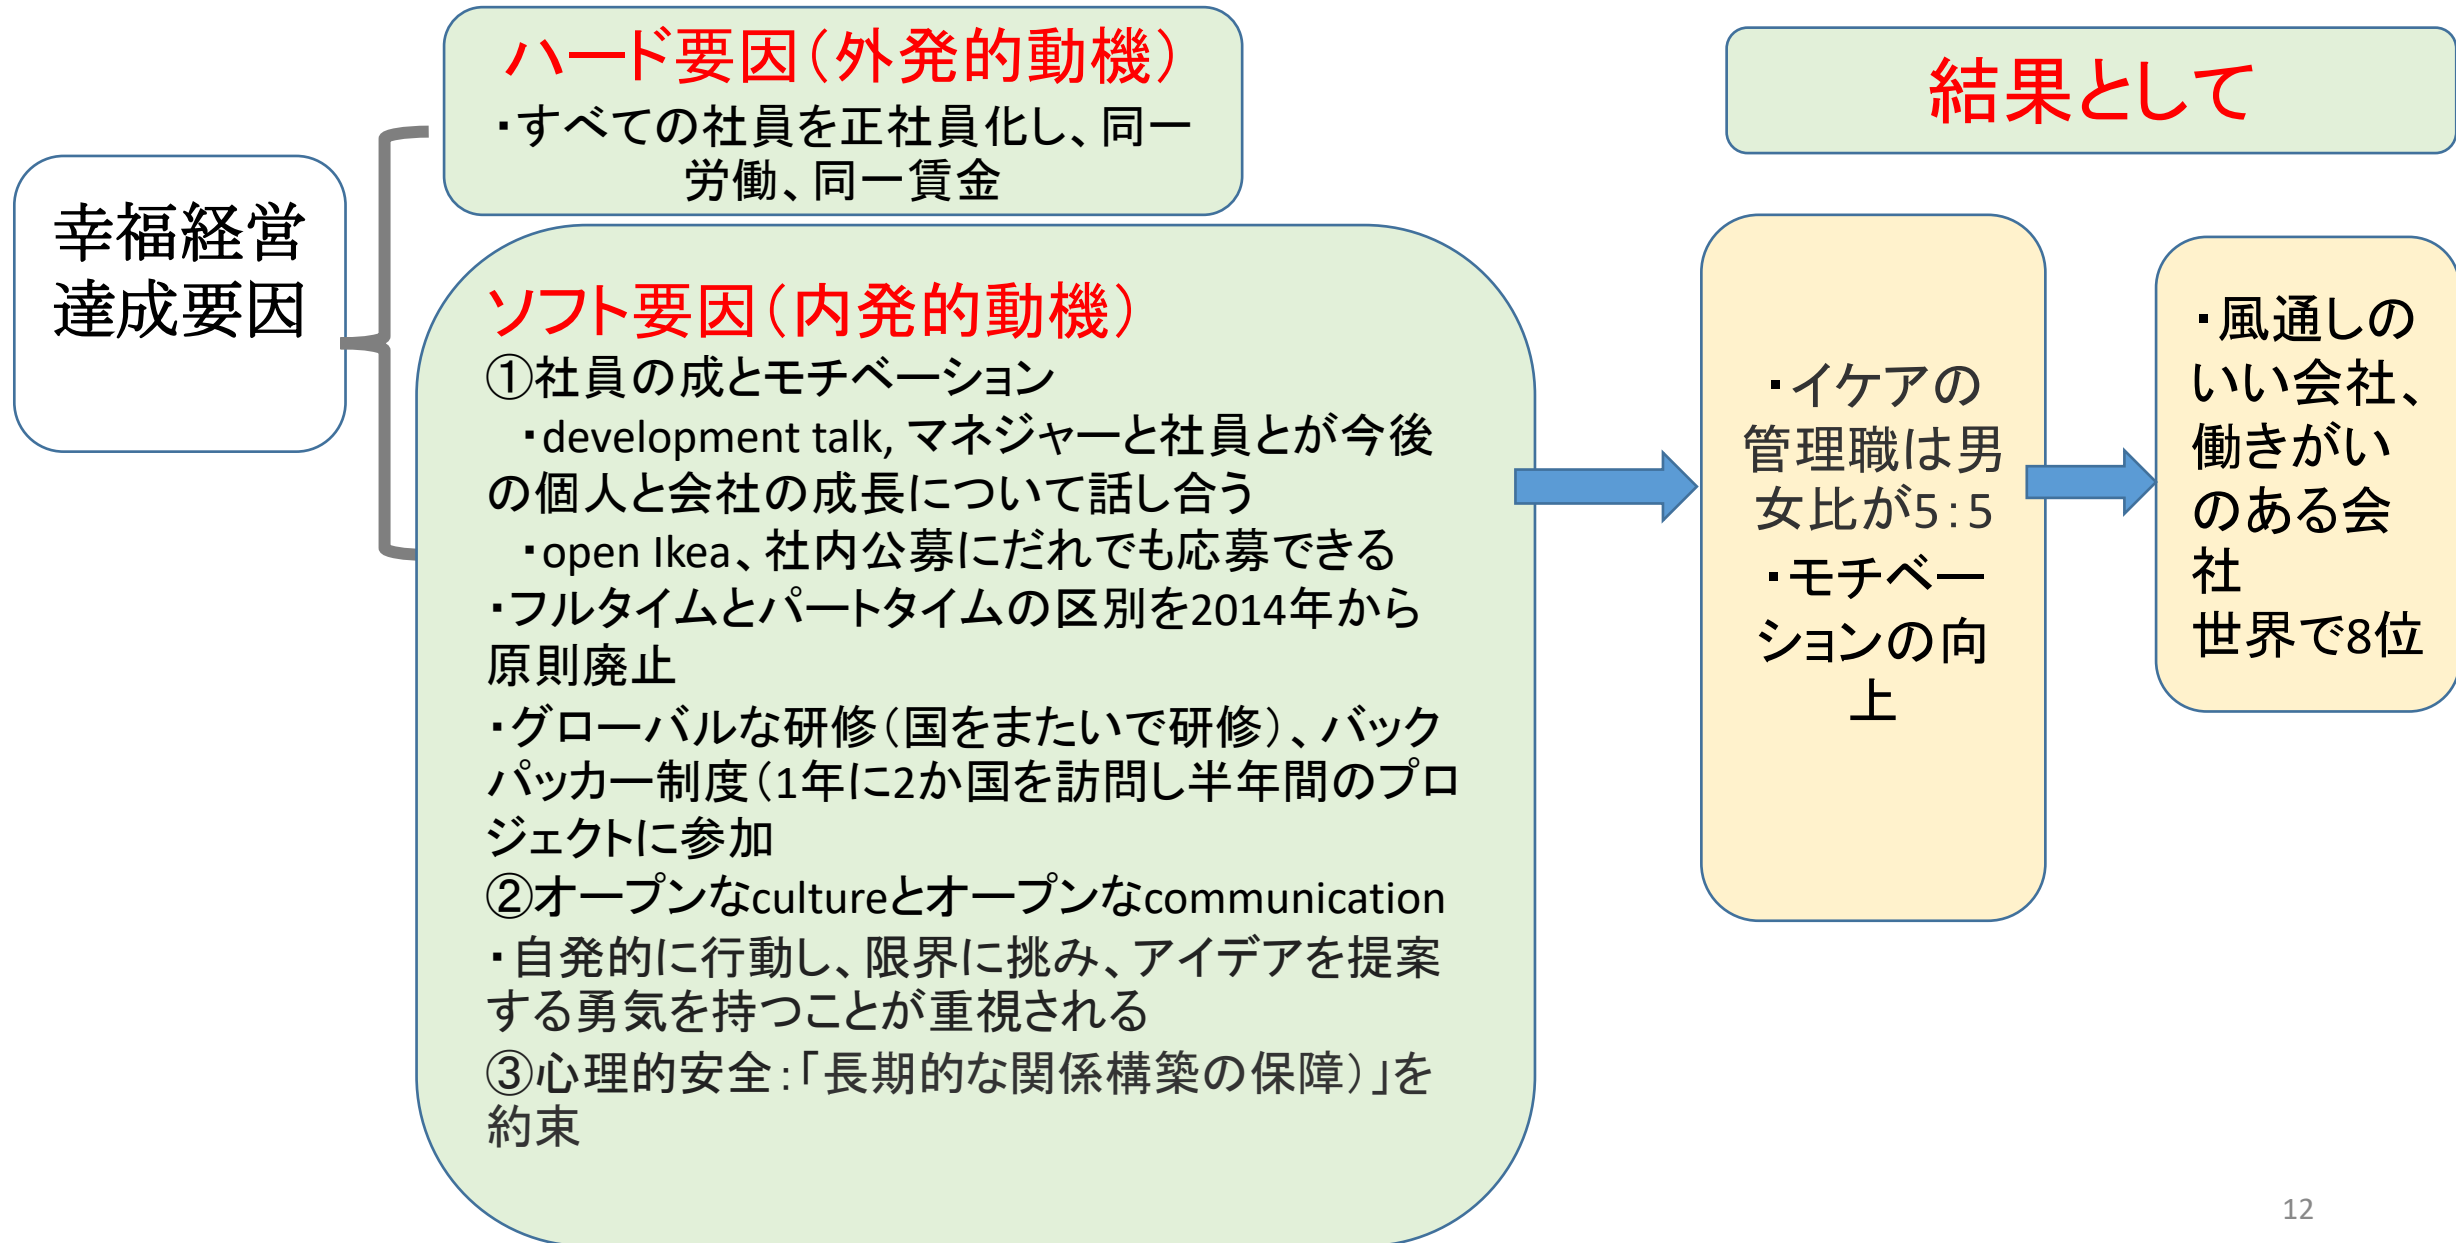 幸福経営
達成要因
ハード要因（外発的動機）
・すべての社員を正社員化し、同一
労働、同一賃金
ソフト要因（内発的動機）
①社員の成とモチベーション
・development talk, マネジャーと社員とが今後
の個人と会社の成長について話し合う
・open Ikea、社内公募にだれでも応募できる
・フルタイムとパートタイムの区別を2014年から
原則廃止
・グローバルな研修（国をまたいで研修）、バック
パッカー制度（1年に2か国を訪問し半年間のプロ
ジェクトに参加
②オープンなcultureとオープンなcommunication
・自発的に行動し、限界に挑み、アイデアを提案
する勇気を持つことが重視される
③心理的安全：「長期的な関係構築の保障）」を
約束
結果として
・イケアの
管理職は男
女比が5：5
・モチベー
ションの向
上
・風通しの
いい会社、
働きがい
のある会
社
世界で8位
12